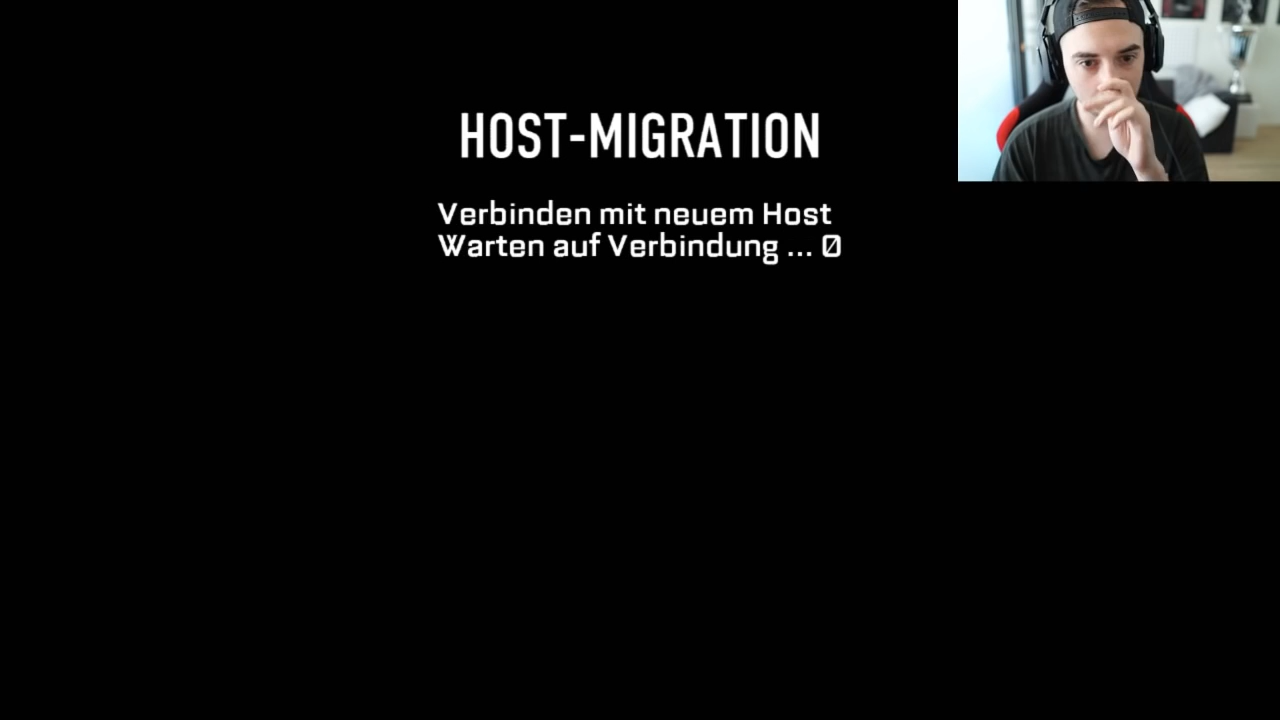 HOST-MIGRATION
Verbinden mit neuem Host
Warten auf Verbindung ... 0